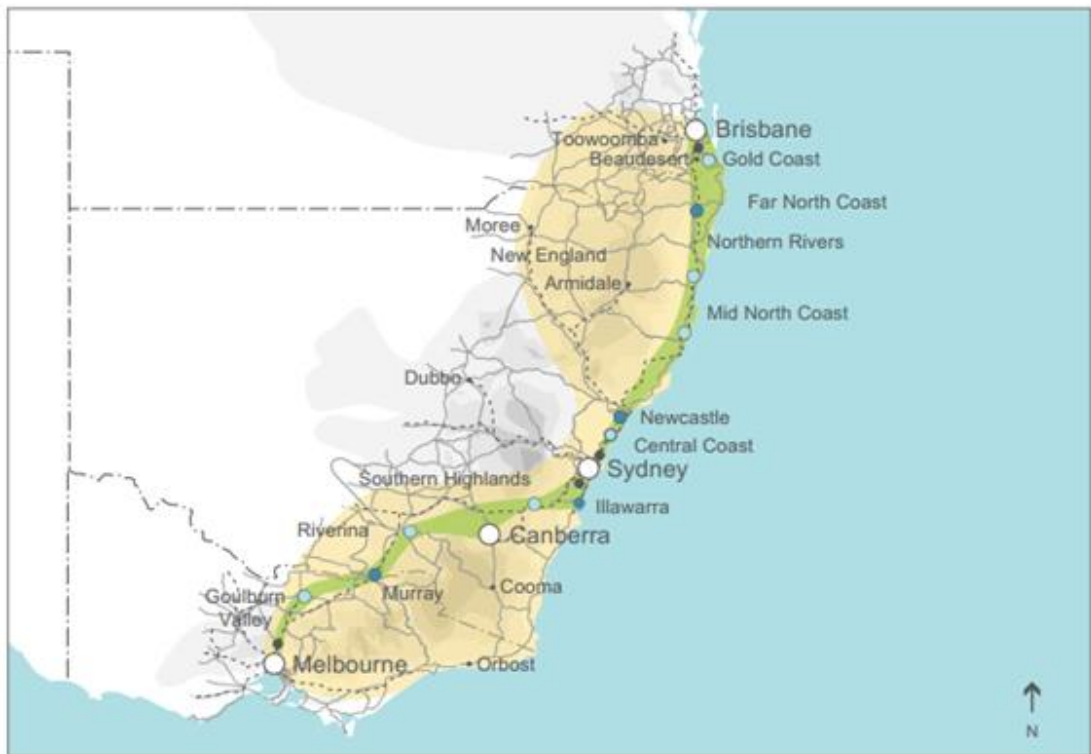 Brisbane
Toowoomba
Beaudesert
Gold Coast
Far North Coast
Moree
Northern Rivers
New England
Armidale
Mid North Coast
Dubbo
Newcastle
Central Coast
Sydney
Southern Highlands
Illawarra
Riverina
Canberra
Cooma
Goulburn
Valley
Murray
Melbourne
Orbost
N